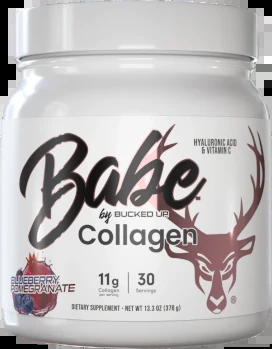 HYALURONIC ACID
& VITAMIN C
Babe™
by BUCKED UP
Collagen
BLUEBERRY
POMEGRANATE
11g
Collagen
per serving
30
Servings
®
DIETARY SUPPLEMENT • NET WT 13.3 OZ (378 g)